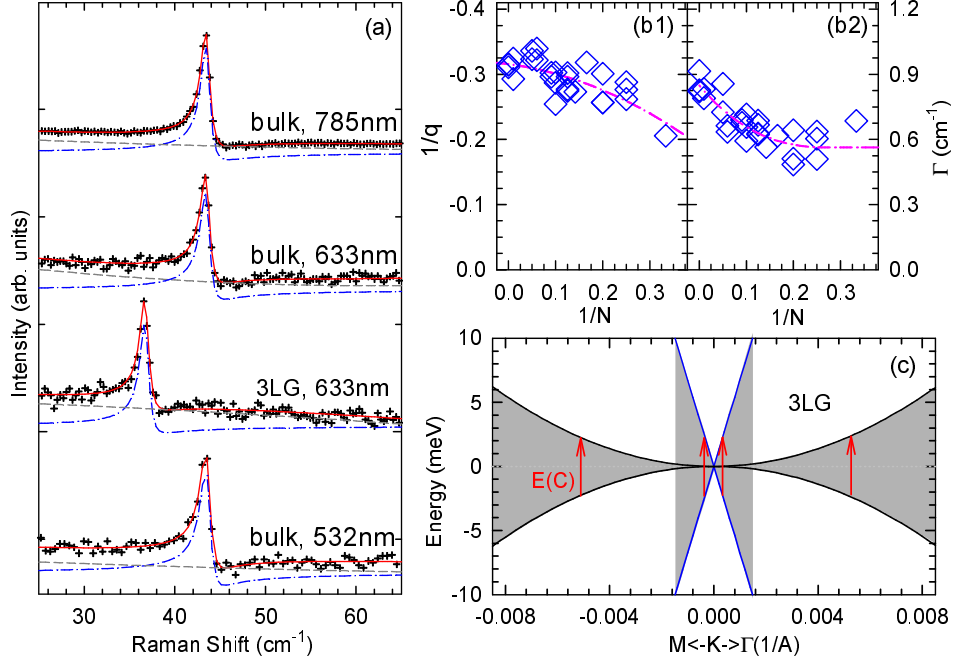 (a)
bulk, 785nm
bulk, 633nm
3LG, 633nm
bulk, 532nm
Intensity (arb. units)
30 40 50 60
Raman Shift (cm⁻¹)
(b1)
-0.4
-0.3
-0.2
-0.1
0.0
1/q
0.0 0.1 0.2 0.3
1/N
(b2)
1.2
0.9
0.6
0.3
0.0
Γ (cm⁻¹)
0.0 0.1 0.2 0.3
1/N
(c)
3LG
E(C)
10
5
0
-5
-10
Energy (meV)
-0.008 -0.004 0.000 0.004 0.008
M<-K->Γ(1/A)